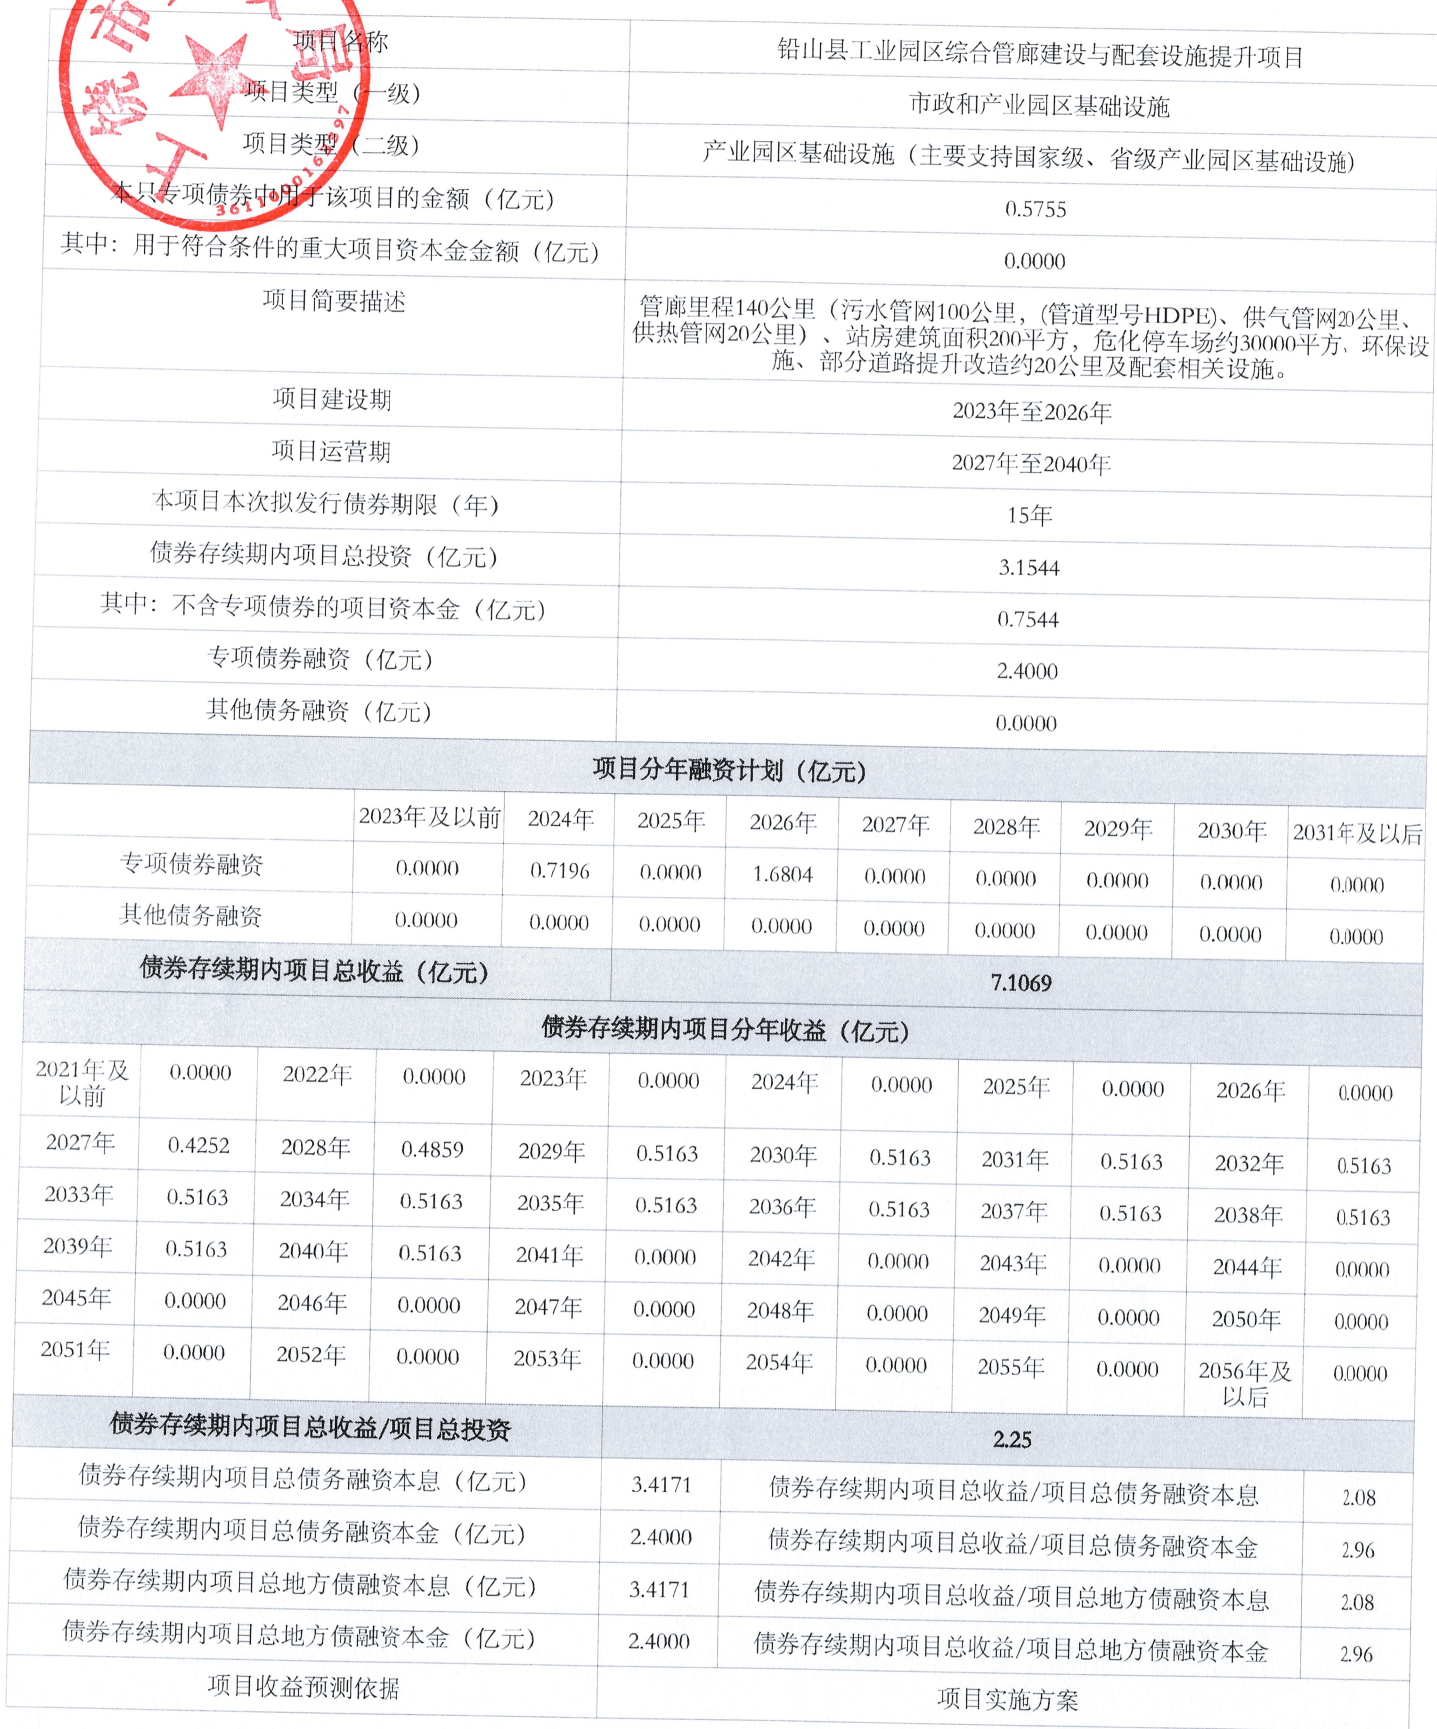 上饶市
3611000168397
项目名称 铅山县工业园区综合管廊建设与配套设施提升项目
项目类型（一级） 市政和产业园区基础设施
项目类型（二级） 产业园区基础设施（主要支持国家级、省级产业园区基础设施）
本只专项债券中用于该项目的金额（亿元） 0.5755
其中：用于符合条件的重大项目资本金金额（亿元） 0.0000
项目简要描述
管廊里程140公里（污水管网100公里，(管道型号HDPE)、供气管网20公里、
供热管网20公里）、站房建筑面积200平方，危化停车场约30000平方、环保设
施、部分道路提升改造约20公里及配套相关设施。
项目建设期 2023年至2026年
项目运营期 2027年至2040年
本项目本次拟发行债券期限（年） 15年
债券存续期内项目总投资（亿元） 3.1544
其中：不含专项债券的项目资本金（亿元） 0.7544
专项债券融资（亿元） 2.4000
其他债务融资（亿元） 0.0000
项目分年融资计划（亿元）
2023年及以前 2024年 2025年 2026年 2027年 2028年 2029年 2030年 2031年及以后
专项债券融资 0.0000 0.7196 0.0000 1.6804 0.0000 0.0000 0.0000 0.0000 0.0000
其他债务融资 0.0000 0.0000 0.0000 0.0000 0.0000 0.0000 0.0000 0.0000 0.0000
债券存续期内项目总收益（亿元） 7.1069
债券存续期内项目分年收益（亿元）
2021年及 0.0000 2022年 0.0000 2023年 0.0000 2024年 0.0000 2025年 0.0000 2026年 0.0000
以前
2027年 0.4252 2028年 0.4859 2029年 0.5163 2030年 0.5163 2031年 0.5163 2032年 0.5163
2033年 0.5163 2034年 0.5163 2035年 0.5163 2036年 0.5163 2037年 0.5163 2038年 0.5163
2039年 0.5163 2040年 0.5163 2041年 0.0000 2042年 0.0000 2043年 0.0000 2044年 0.0000
2045年 0.0000 2046年 0.0000 2047年 0.0000 2048年 0.0000 2049年 0.0000 2050年 0.0000
2051年 0.0000 2052年 0.0000 2053年 0.0000 2054年 0.0000 2055年 0.0000 2056年及 0.0000
以后
债券存续期内项目总收益/项目总投资 2.25
债券存续期内项目总债务融资本息（亿元） 3.4171 债券存续期内项目总收益/项目总债务融资本息 2.08
债券存续期内项目总债务融资本金（亿元） 2.4000 债券存续期内项目总收益/项目总债务融资本金 2.96
债券存续期内项目总地方债融资本息（亿元） 3.4171 债券存续期内项目总收益/项目总地方债融资本息 2.08
债券存续期内项目总地方债融资本金（亿元） 2.4000 债券存续期内项目总收益/项目总地方债融资本金 2.96
项目收益预测依据 项目实施方案